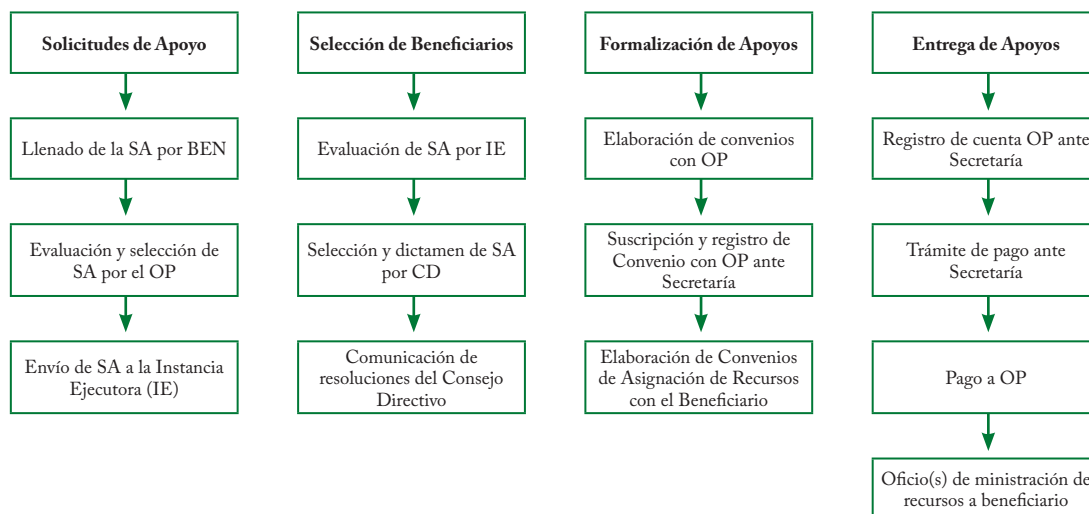 Solicitudes de Apoyo
Llenado de la SA por BEN
Evaluación y selección de
SA por el OP
Envío de SA a la Instancia
Ejecutora (IE)
Selección de Beneficiarios
Evaluación de SA por IE
Selección y dictamen de SA
por CD
Comunicación de
resoluciones del Consejo
Directivo
Formalización de Apoyos
Elaboración de convenios
con OP
Suscripción y registro de
Convenio con OP ante
Secretaría
Elaboración de Convenios
de Asignación de Recursos
con el Beneficiario
Entrega de Apoyos
Registro de cuenta OP ante
Secretaría
Trámite de pago ante
Secretaría
Pago a OP
Oficio(s) de ministración de
recursos a beneficiario